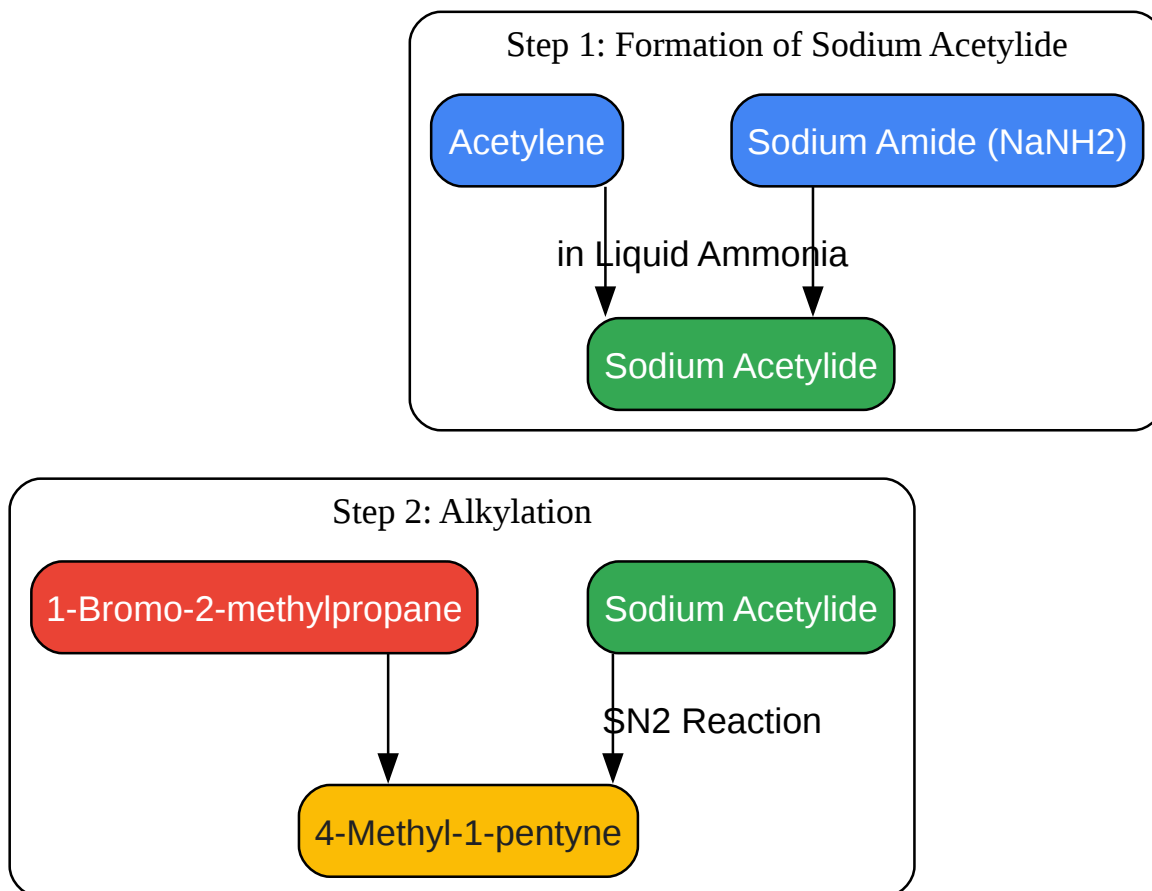 Step 1: Formation of Sodium Acetylide
Acetylene
Sodium Amide (NaNH2)
in Liquid Ammonia
Sodium Acetylide
Step 2: Alkylation
1-Bromo-2-methylpropane
Sodium Acetylide
SN2 Reaction
4-Methyl-1-pentyne